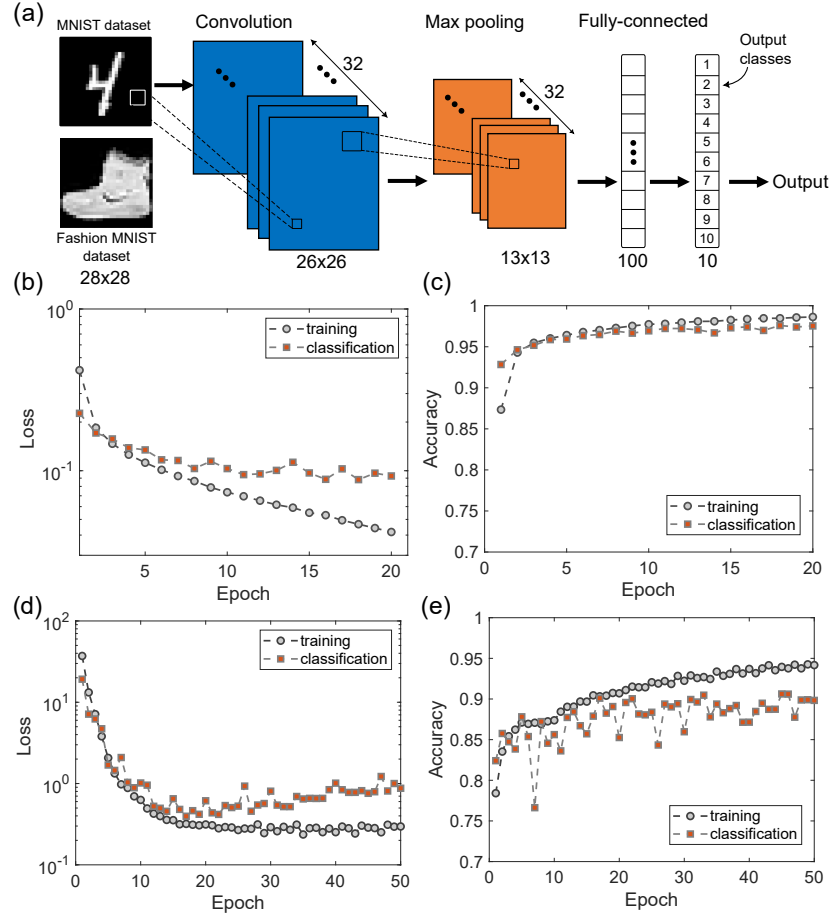 (a)
MNIST dataset
Convolution
Max pooling
Fully-connected
Output
classes
32
32
1
2
3
4
5
6
7
8
9
10
Output
Fashion MNIST
dataset
28x28
26x26
13x13
100
10
(b)
10^0
10^-1
Loss
training
classification
5
10
15
20
Epoch
(c)
1
0.95
0.9
0.95
0.8
0.75
0.7
Accuracy
training
classification
0
5
10
15
20
Epoch
(d)
10^2
10^1
10^0
10^-1
Loss
training
classification
0
10
20
30
40
50
Epoch
(e)
1
0.95
0.9
0.85
0.8
0.95
0.7
Accuracy
training
classification
0
10
20
30
40
50
Epoch